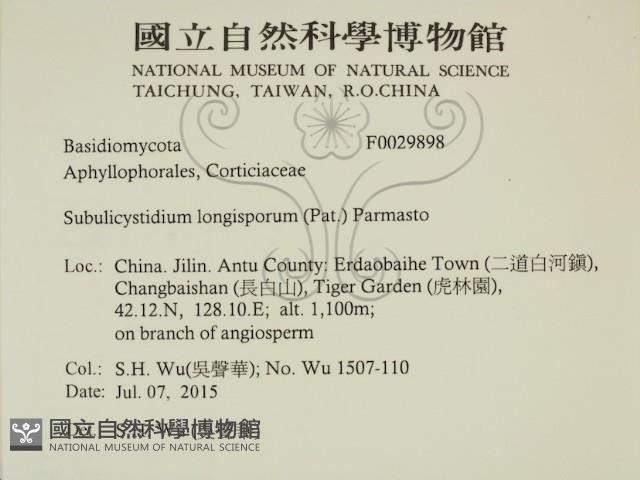 國立自然科學博物館
NATIONAL MUSEUM OF NATURAL SCIENCE
TAICHUNG, TAIWAN, R.O.CHINA
Basidiomycota F0029898
Aphyllophorales, Corticiaceae
Subulicystidium longisporum (Pat.) Parmasto
Loc.: China. Jilin. Antu County: Erdaobaihe Town (二道白河鎭),
Changbaishan (長白山), Tiger Garden (虎林園),
42.12.N, 128.10.E; alt. 1,100m;
on branch of angiosperm
Col.: S.H. Wu(吳聲華); No. Wu 1507-110
Date: Jul. 07, 2015
國立自然科學博物館
NATIONAL MUSEUM OF NATURAL SCIENCE